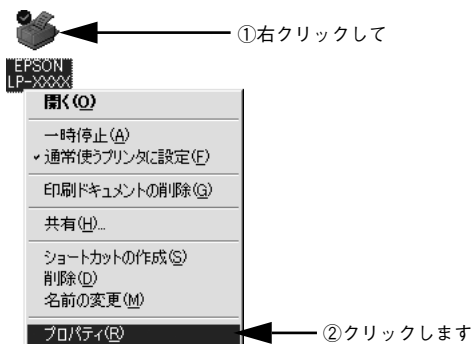 ①右クリックして
EPSON
LP-XXXX
開く(O)
一時停止(A)
✓通常使うプリンタに設定(F)
印刷ドキュメントの削除(G)
共有(H)...
ショートカットの作成(S)
削除(D)
名前の変更(M)
プロパティ(R)
②クリックします